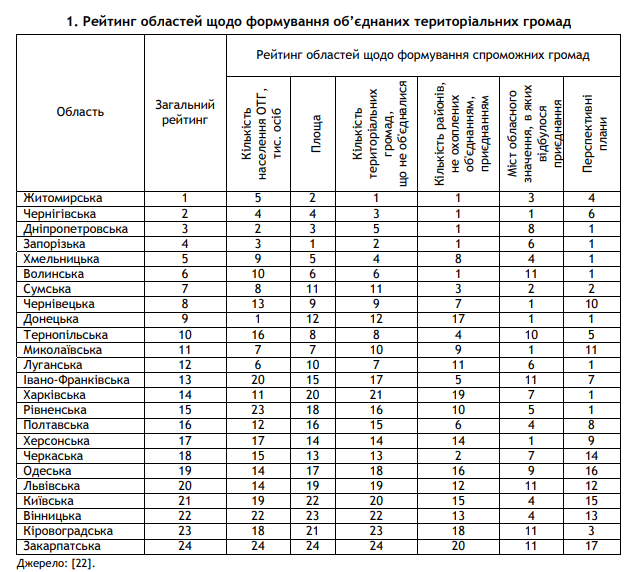 1. Рейтинг областей щодо формування об’єднаних територіальних громад
Область
Загальний
рейтинг
Рейтинг областей щодо формування спроможних громад
Кількість
населення ОТГ,
тис. осіб
Площа
Кількість
територіальних
громад,
що не об'єдналися
Кількість районів,
не охоплених
об'єднанням,
приєднанням
Міст обласного
значення, в яких
відбулося
приєднання
Перспективні
плани
Житомирська 1 5 2 1 1 3 4
Чернігівська 2 4 4 3 1 1 6
Дніпропетровська 3 2 3 5 1 8 1
Запорізька 4 3 1 2 1 6 1
Хмельницька 5 9 5 4 8 4 1
Волинська 6 10 6 6 1 11 1
Сумська 7 8 11 11 3 2 2
Чернівецька 8 13 9 9 7 1 10
Донецька 9 1 12 12 17 1 1
Тернопільська 10 16 8 8 4 10 5
Миколаївська 11 7 7 10 9 1 11
Луганська 12 6 10 7 11 6 1
Івано-Франківська 13 20 15 17 5 11 7
Харківська 14 11 20 21 19 7 1
Рівненська 15 23 18 16 10 5 1
Полтавська 16 12 16 15 6 4 8
Херсонська 17 17 14 14 14 1 9
Черкаська 18 15 13 13 2 7 14
Одеська 19 14 17 18 16 9 16
Львівська 20 14 19 19 12 11 12
Київська 21 19 22 20 15 4 15
Вінницька 22 22 23 22 13 4 13
Кіровоградська 23 18 21 23 18 11 3
Закарпатська 24 24 24 24 20 11 17
Джерело: [22].